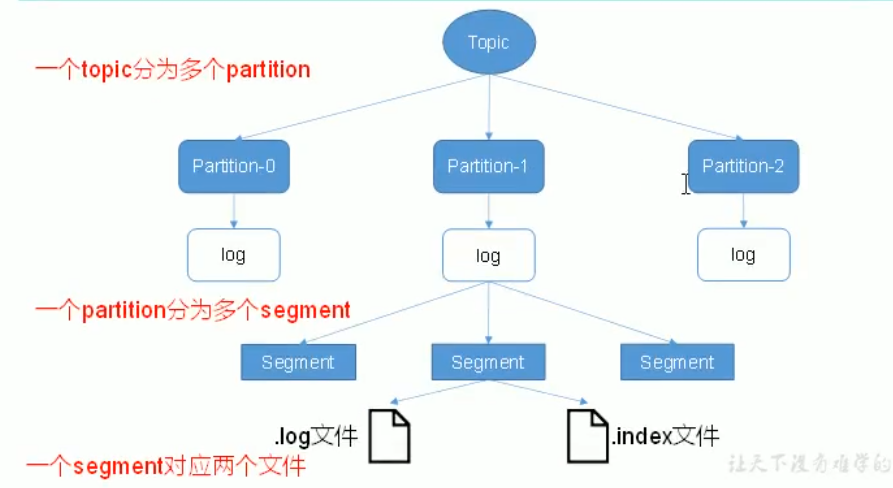 Topic
一个topic分为多个partition
Partition-0
Partition-1
Partition-2
log
log
log
一个partition分为多个segment
Segment
Segment
Segment
.log文件
.index文件
一个segment对应两个文件
让天下没有难学的